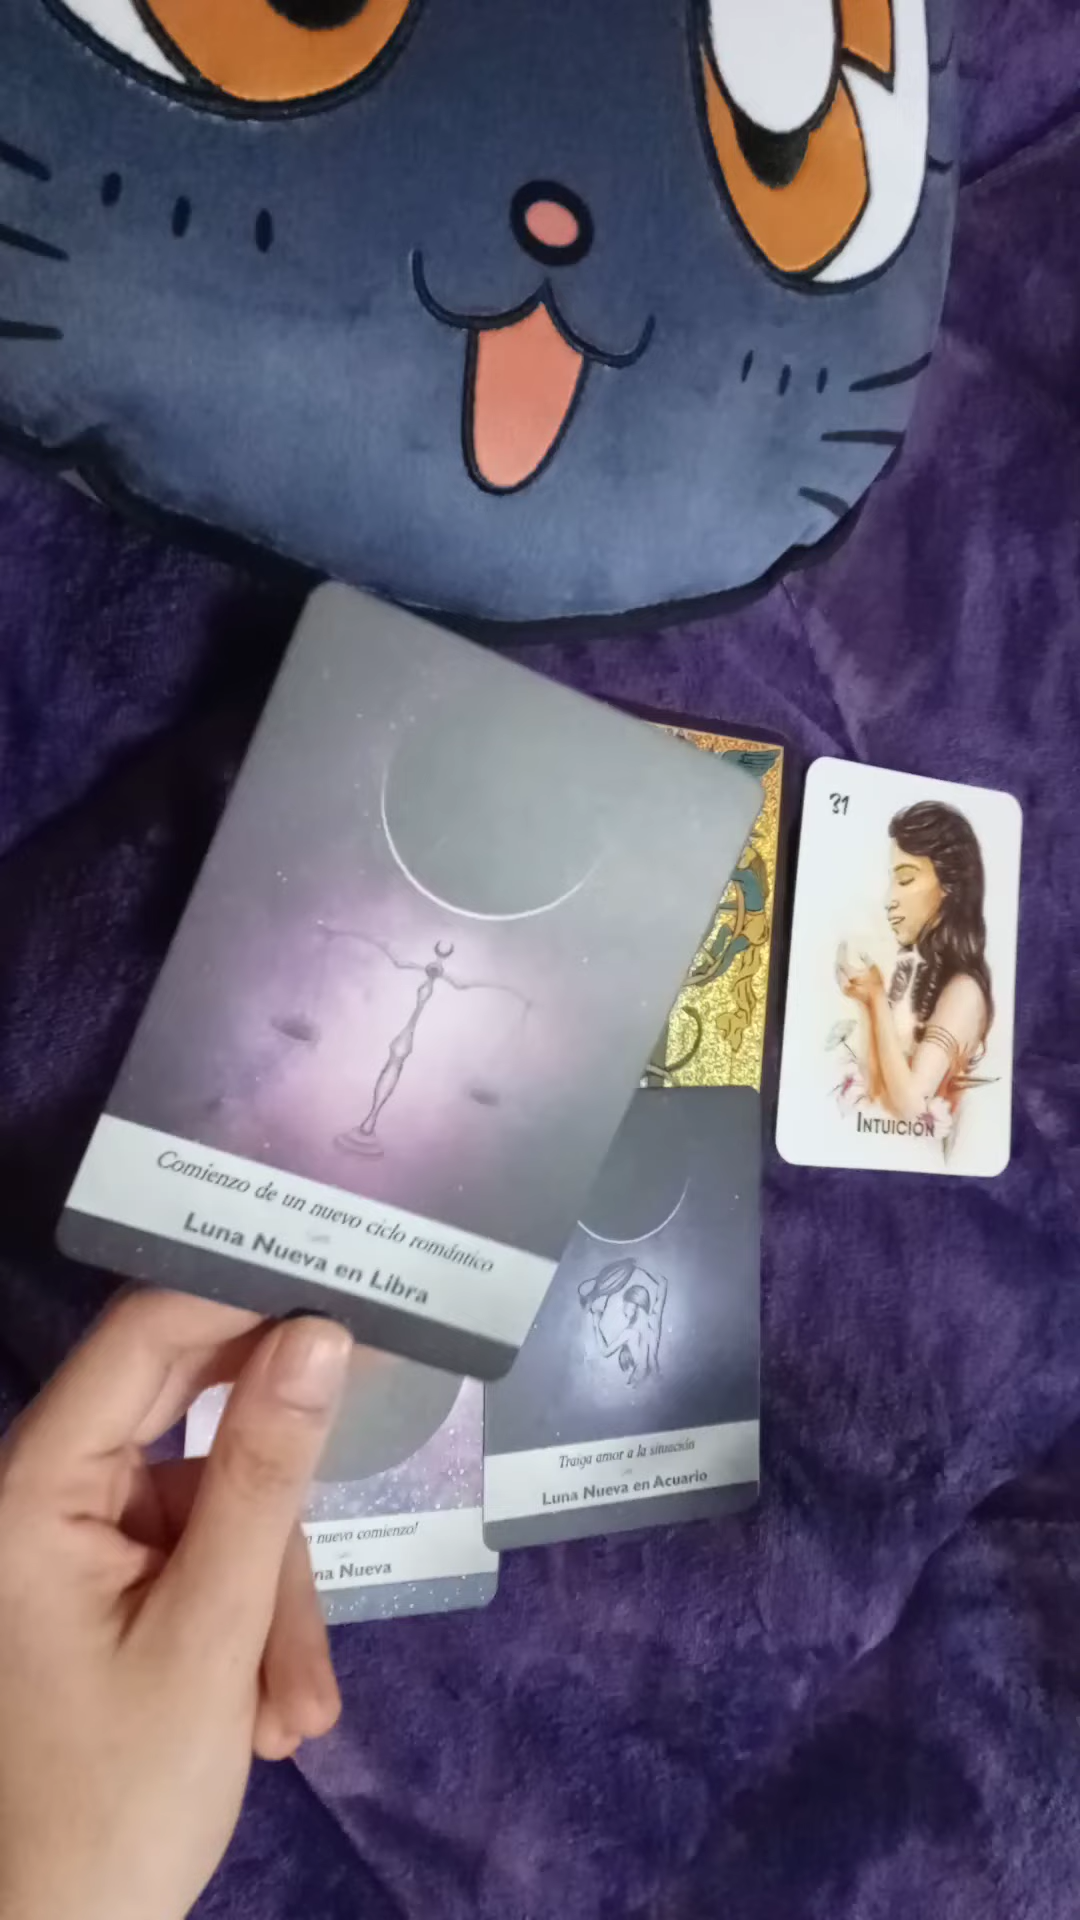 31
INTUICIÓN
Comienzo de un nuevo ciclo romántico
Luna Nueva en Libra
Traiga amor a la situación
Luna Nueva en Acuario
nuevo comienzo!
Nueva